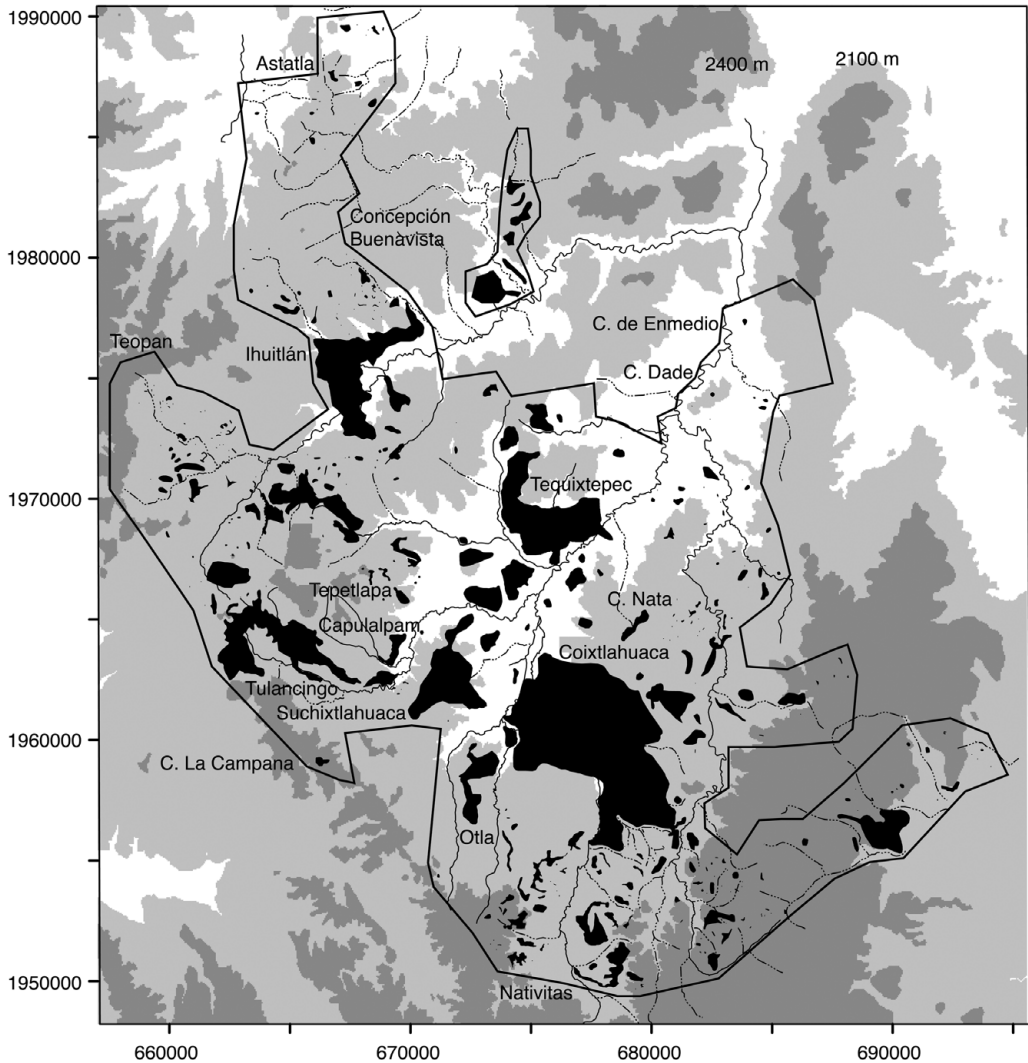 1990000
2400 m
2100 m
Astatla
Concepción
Buenavista
1980000
C. de Enmedio
Teopan
Ihuitlán
C. Dade
Tequixtepec
1970000
Tepetlapa
C. Nata
Capulalpam
Coixtlahuaca
Tulancingo
Suchixtlahuaca
1960000
C. La Campana
Otla
1950000
Nativitas
660000
670000
680000
690000